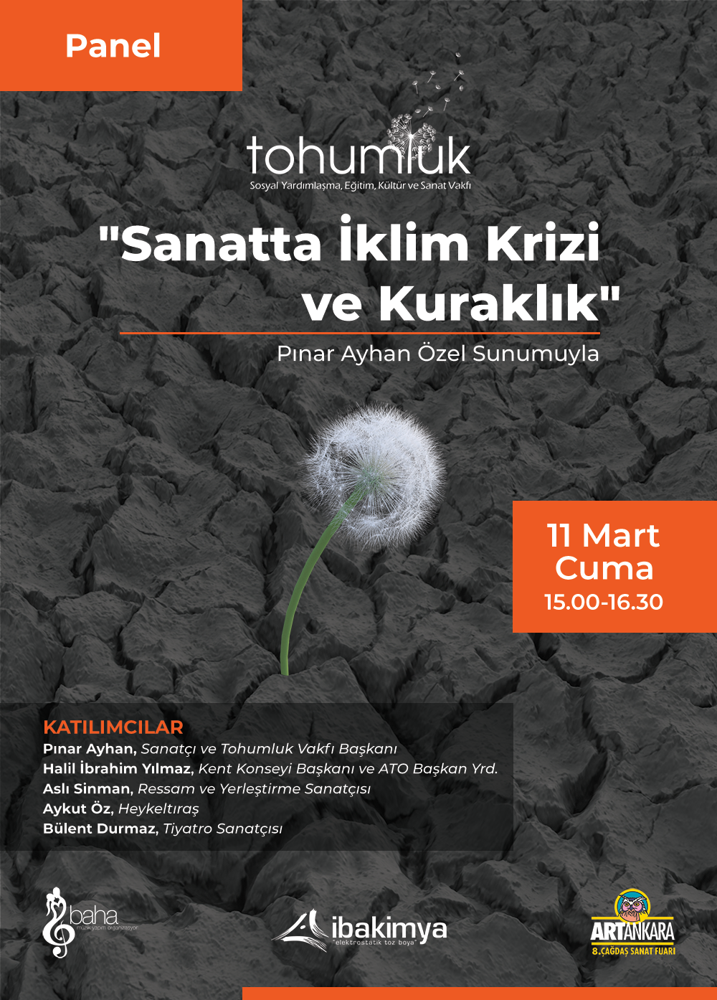 Panel
tohumluk
Sosyal Yardımlaşma, Eğitim, Kültür ve Sanat Vakfı
"Sanatta İklim Krizi
ve Kuraklık"
Pınar Ayhan Özel Sunumuyla
11 Mart
Cuma
15.00-16.30
KATILIMCILAR
Pınar Ayhan, Sanatçı ve Tohumluk Vakfı Başkanı
Halil İbrahim Yılmaz, Kent Konseyi Başkanı ve ATO Başkan Yrd.
Aslı Sinman, Ressam ve Yerleştirme Sanatçısı
Aykut Öz, Heykeltıraş
Bülent Durmaz, Tiyatro Sanatçısı
baha
müzik yapım organizasyon
ibakimya
"elektrostatik toz boya"
ARTANKARA
8.ÇAĞDAŞ SANAT FUARI